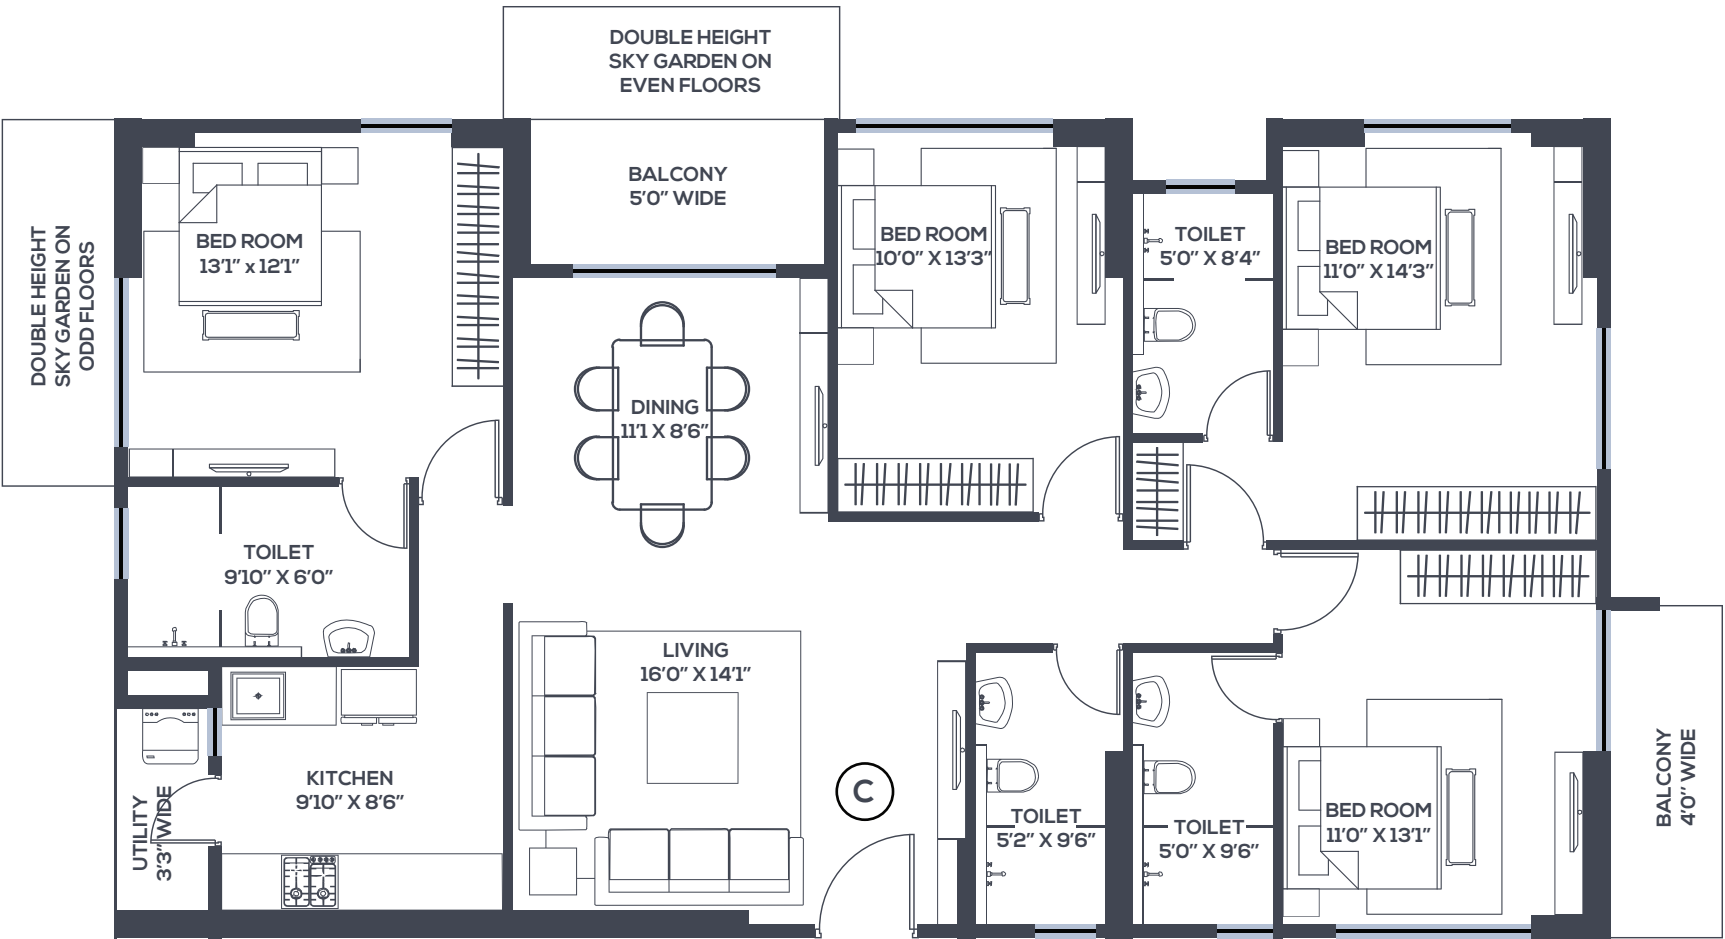 DOUBLE HEIGHT
SKY GARDEN ON
EVEN FLOORS
BALCONY
5'0" WIDE
DOUBLE HEIGHT
SKY GARDEN ON
ODD FLOORS
BED ROOM
13'1" x 12'1"
BED ROOM
10'0" X 13'3"
TOILET
5'0" X 8'4"
BED ROOM
11'0" X 14'3"
DINING
11'1 X 8'6"
TOILET
9'10" X 6'0"
LIVING
16'0" X 14'1"
KITCHEN
9'10" X 8'6"
UTILITY
3'3" WIDE
C
TOILET
5'2" X 9'6"
TOILET
5'0" X 9'6"
BED ROOM
11'0" X 13'1"
BALCONY
4'0" WIDE